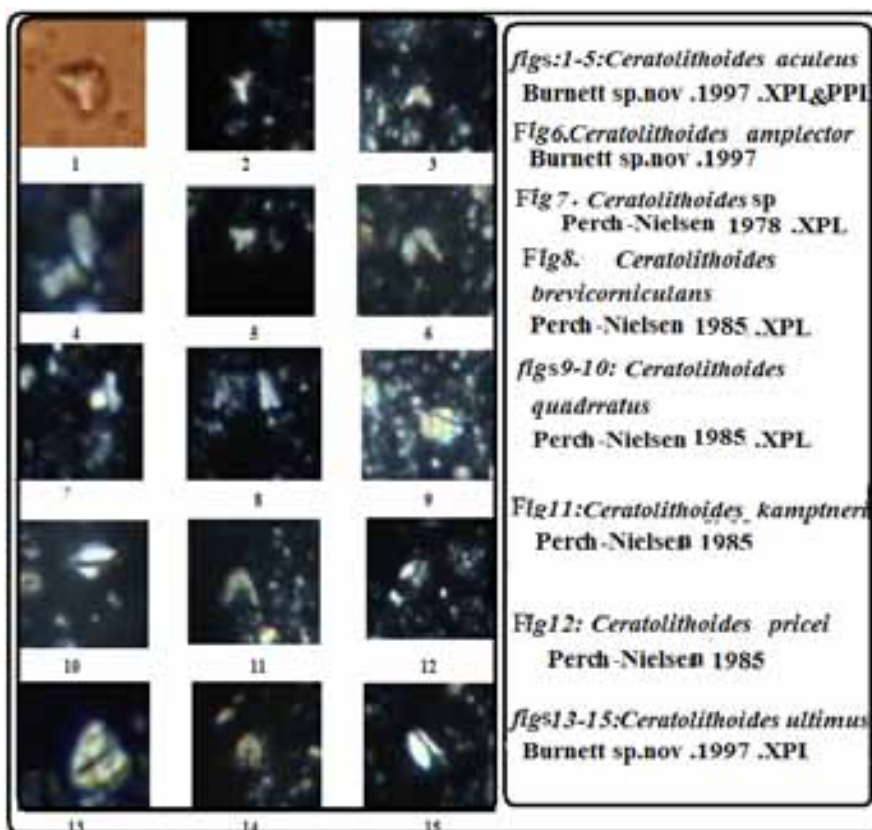 1 2 3
4 5 6
7 8 9
10 11 12
13 14 15
figs:1-5:Ceratolithoides aculeus
Burnett sp.nov .1997 .XPL&PPL
Fig6.Ceratolithoides amplector
Burnett sp.nov .1997
Fig 7. Ceratolithoides sp
Perch-Nielsen 1978 .XPL
Fig8. Ceratolithoides
brevicorniculans
Perch-Nielsen 1985 .XPL
figs9-10: Ceratolithoides
quadrratus
Perch-Nielsen 1985 .XPL
Fig11:Ceratolithoides kamptneri
Perch-Nielsen 1985
Fig12: Ceratolithoides pricei
Perch-Nielsen 1985
figs13-15:Ceratolithoides ultimus
Burnett sp.nov .1997 .XPl